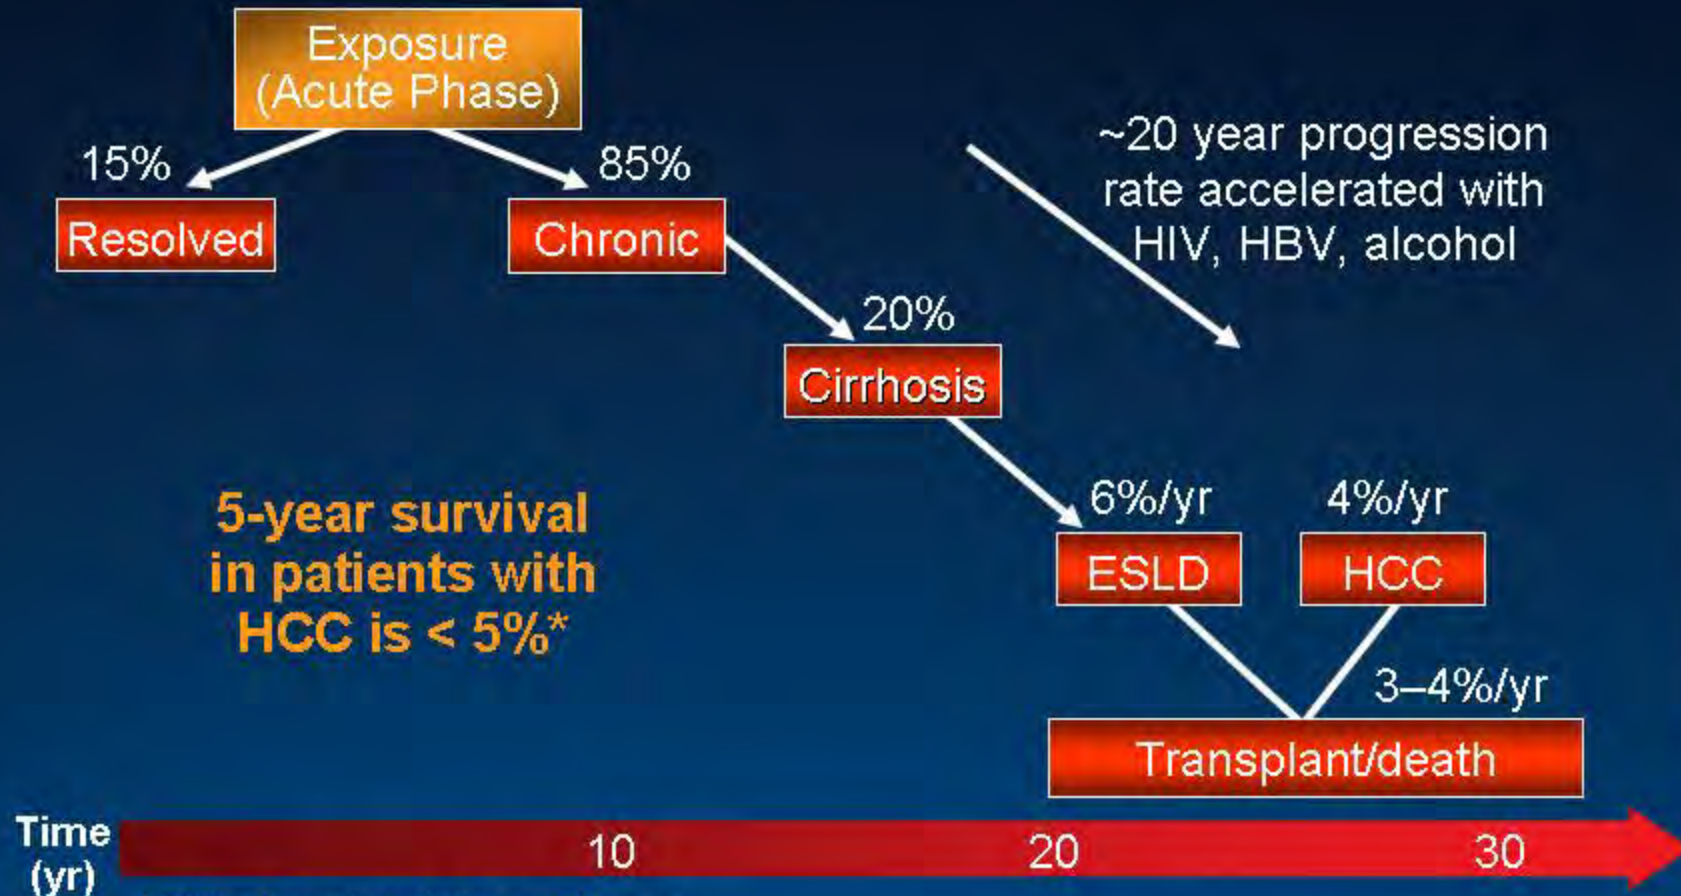 Exposure
(Acute Phase)
15%
85%
Resolved
Chronic
~20 year progression
rate accelerated with
HIV, HBV, alcohol
20%
Cirrhosis
5-year survival
in patients with
HCC is < 5%*
6%/yr
4%/yr
ESLD
HCC
3–4%/yr
Transplant/death
Time
(yr)
10
20
30